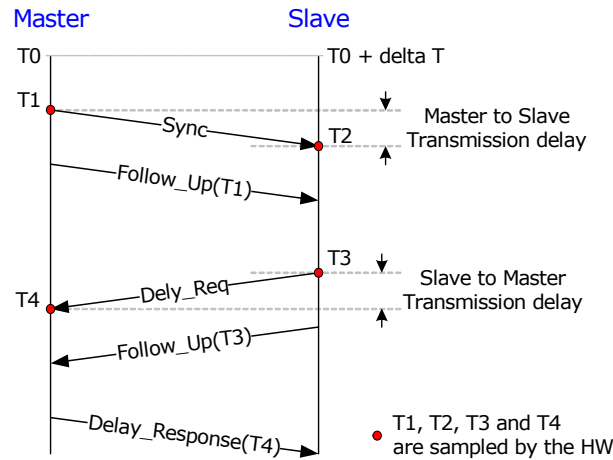 Master
Slave
T0
T0 + delta T
T1
Sync
T2
Master to Slave
Transmission delay
Follow_Up(T1)
T3
Dely_Req
T4
Slave to Master
Transmission delay
Follow_Up(T3)
Delay_Response(T4)
T1, T2, T3 and T4
are sampled by the HW